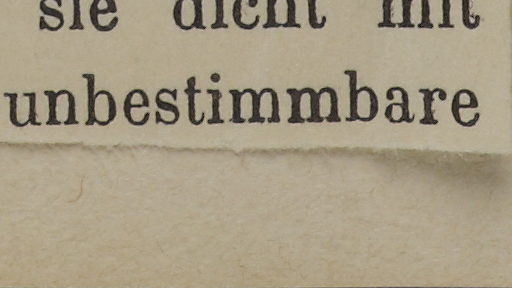 sie dicht mit
unbestimmbare